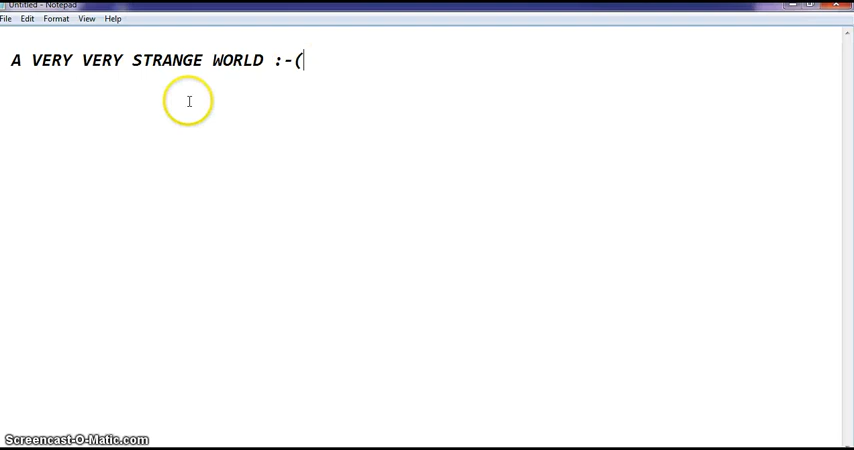 Untitled - Notepad
File Edit Format View Help
A VERY VERY STRANGE WORLD :-(
Screencast-O-Matic.com